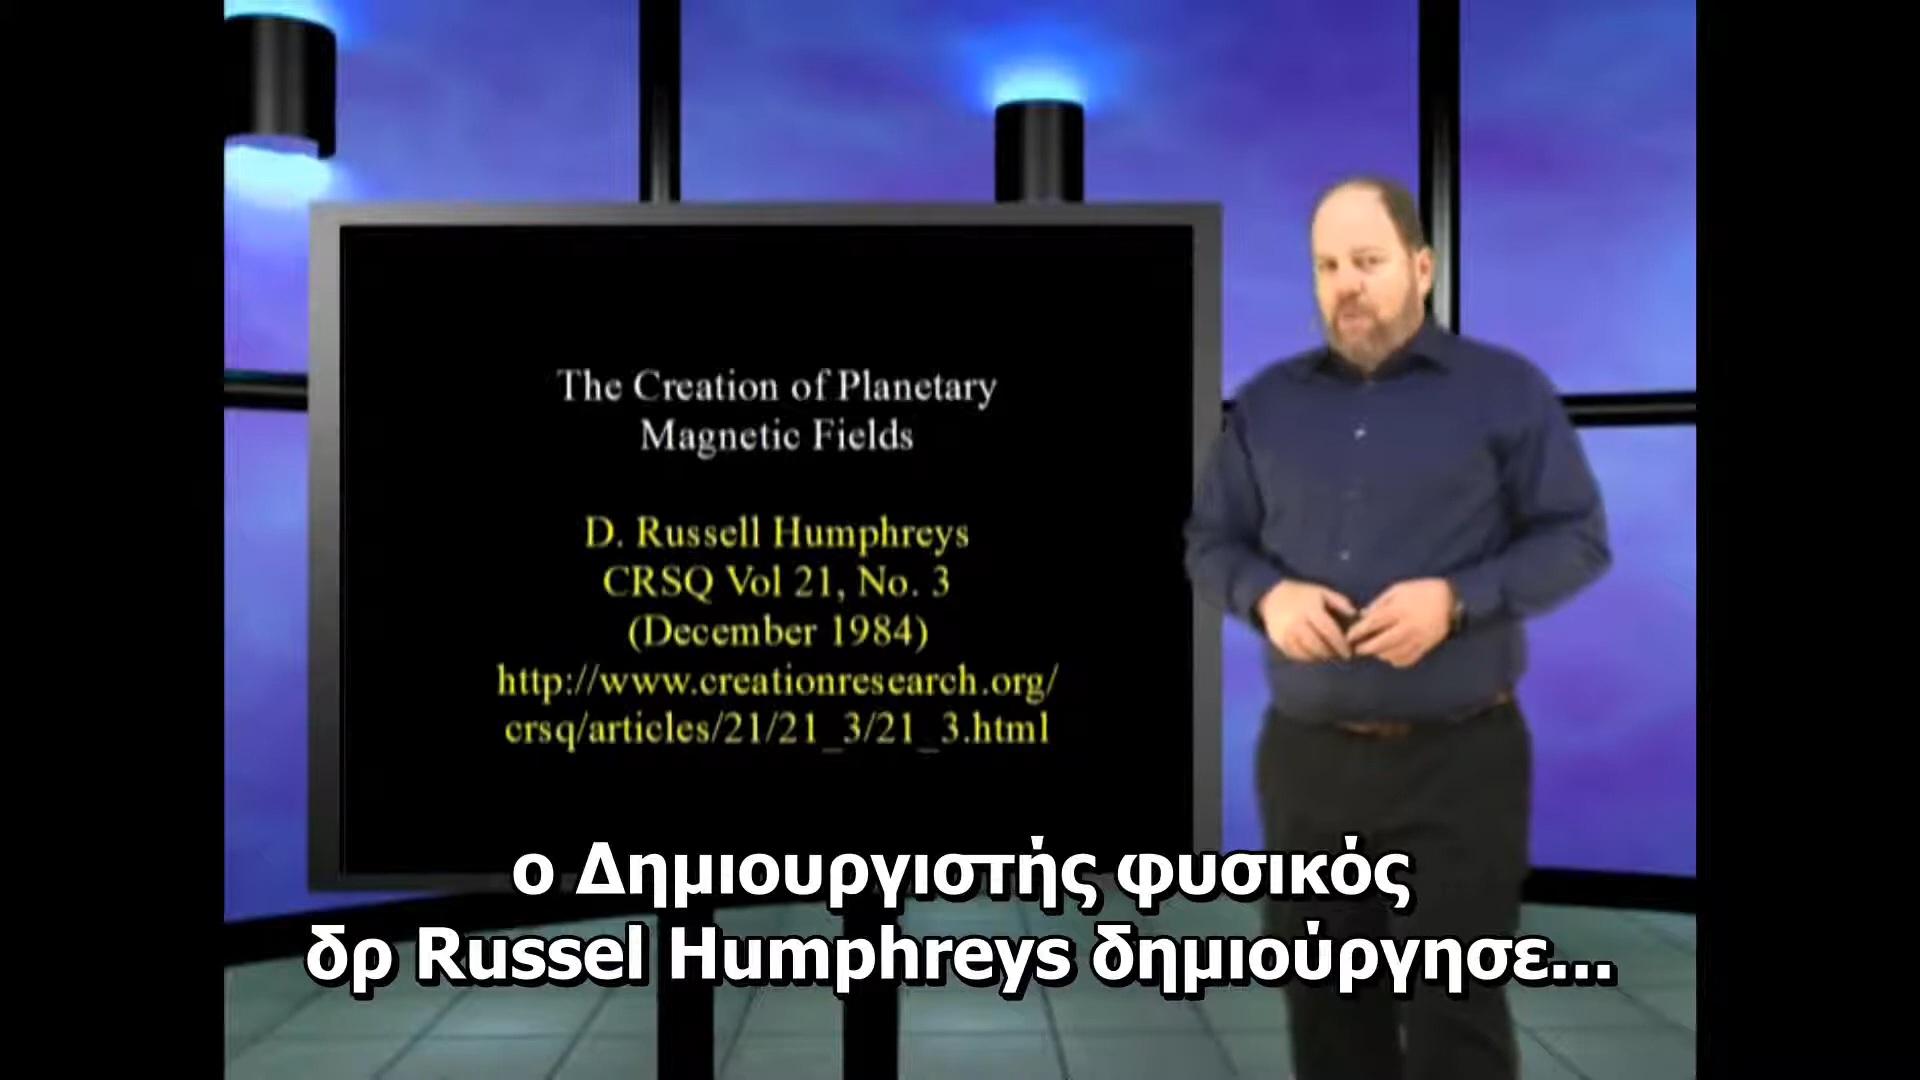 The Creation of Planetary
Magnetic Fields
D. Russell Humphreys
CRSQ Vol 21, No. 3
(December 1984)
http://www.creationresearch.org/
crsq/articles/21/21_3/21_3.html
ο Δημιουργιστής φυσικός
δρ Russel Humphreys δημιούργησε...